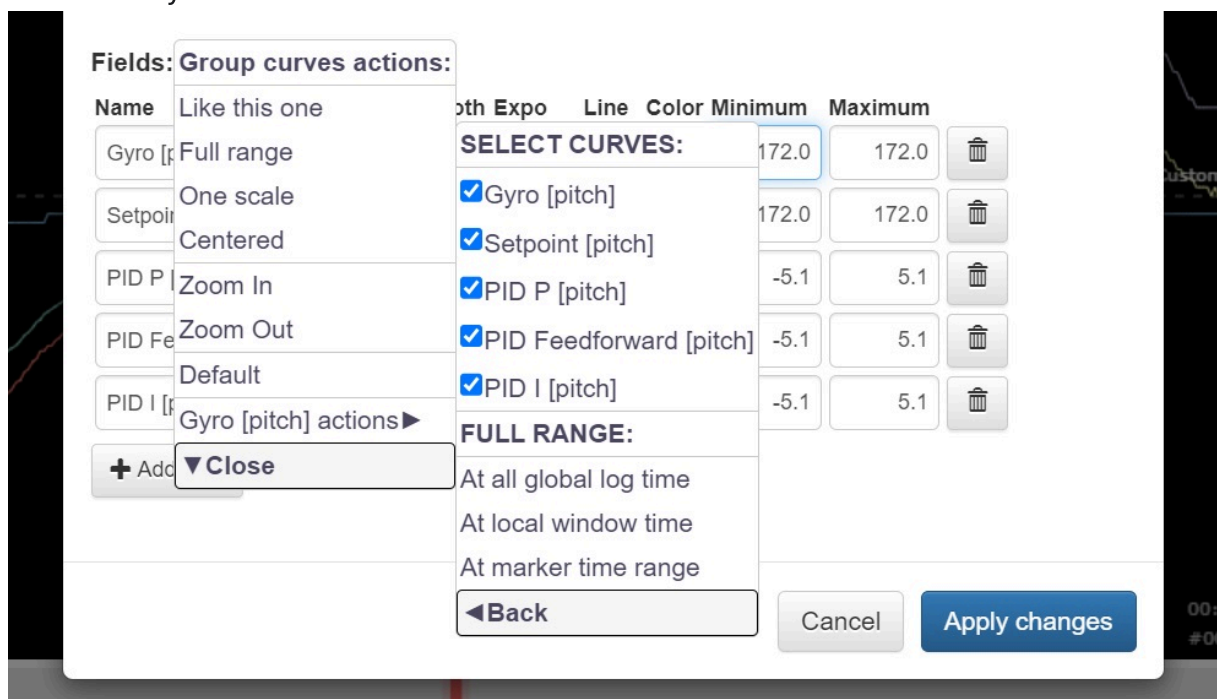 Fields: Group curves actions:
Name Expo Line Color Minimum Maximum
Like this one
Full range
One scale
Centered
Zoom In
Zoom Out
Default
Gyro [pitch] actions►
▼Close
SELECT CURVES:
Gyro [pitch]
Setpoint [pitch]
PID P [pitch]
PID Feedforward [pitch]
PID I [pitch]
FULL RANGE:
At all global log time
At local window time
At marker time range
◄Back
Gyro 172.0 172.0
172.0 172.0
PID P -5.1 5.1
PID -5.1 5.1
PID I -5.1 5.1
+
Cancel Apply changes